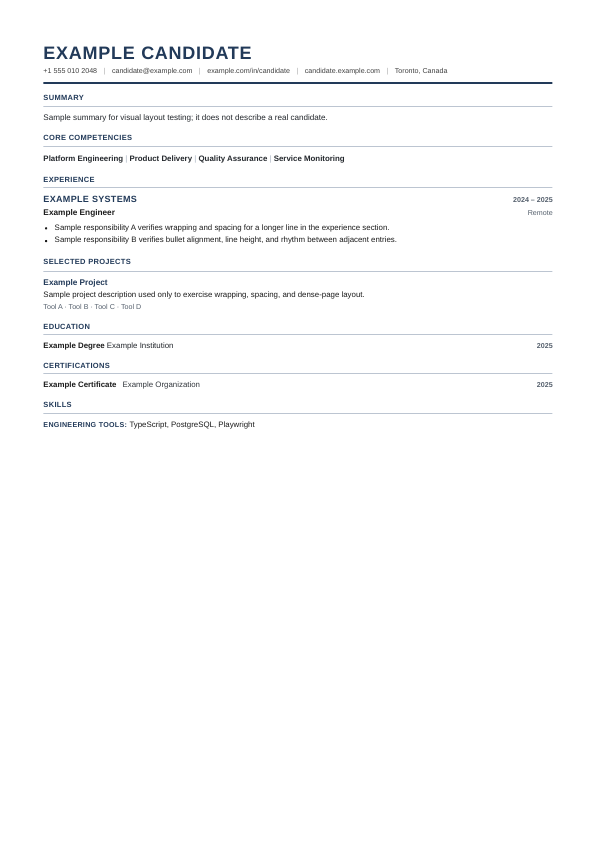 EXAMPLE CANDIDATE
+1 555 010 2048 | candidate@example.com | example.com/in/candidate | candidate.example.com | Toronto, Canada
SUMMARY
Sample summary for visual layout testing; it does not describe a real candidate.
CORE COMPETENCIES
Platform Engineering | Product Delivery | Quality Assurance | Service Monitoring
EXPERIENCE
EXAMPLE SYSTEMS 2024 – 2025
Example Engineer Remote
• Sample responsibility A verifies wrapping and spacing for a longer line in the experience section.
• Sample responsibility B verifies bullet alignment, line height, and rhythm between adjacent entries.
SELECTED PROJECTS
Example Project
Sample project description used only to exercise wrapping, spacing, and dense-page layout.
Tool A · Tool B · Tool C · Tool D
EDUCATION
Example Degree Example Institution 2025
CERTIFICATIONS
Example Certificate Example Organization 2025
SKILLS
ENGINEERING TOOLS: TypeScript, PostgreSQL, Playwright